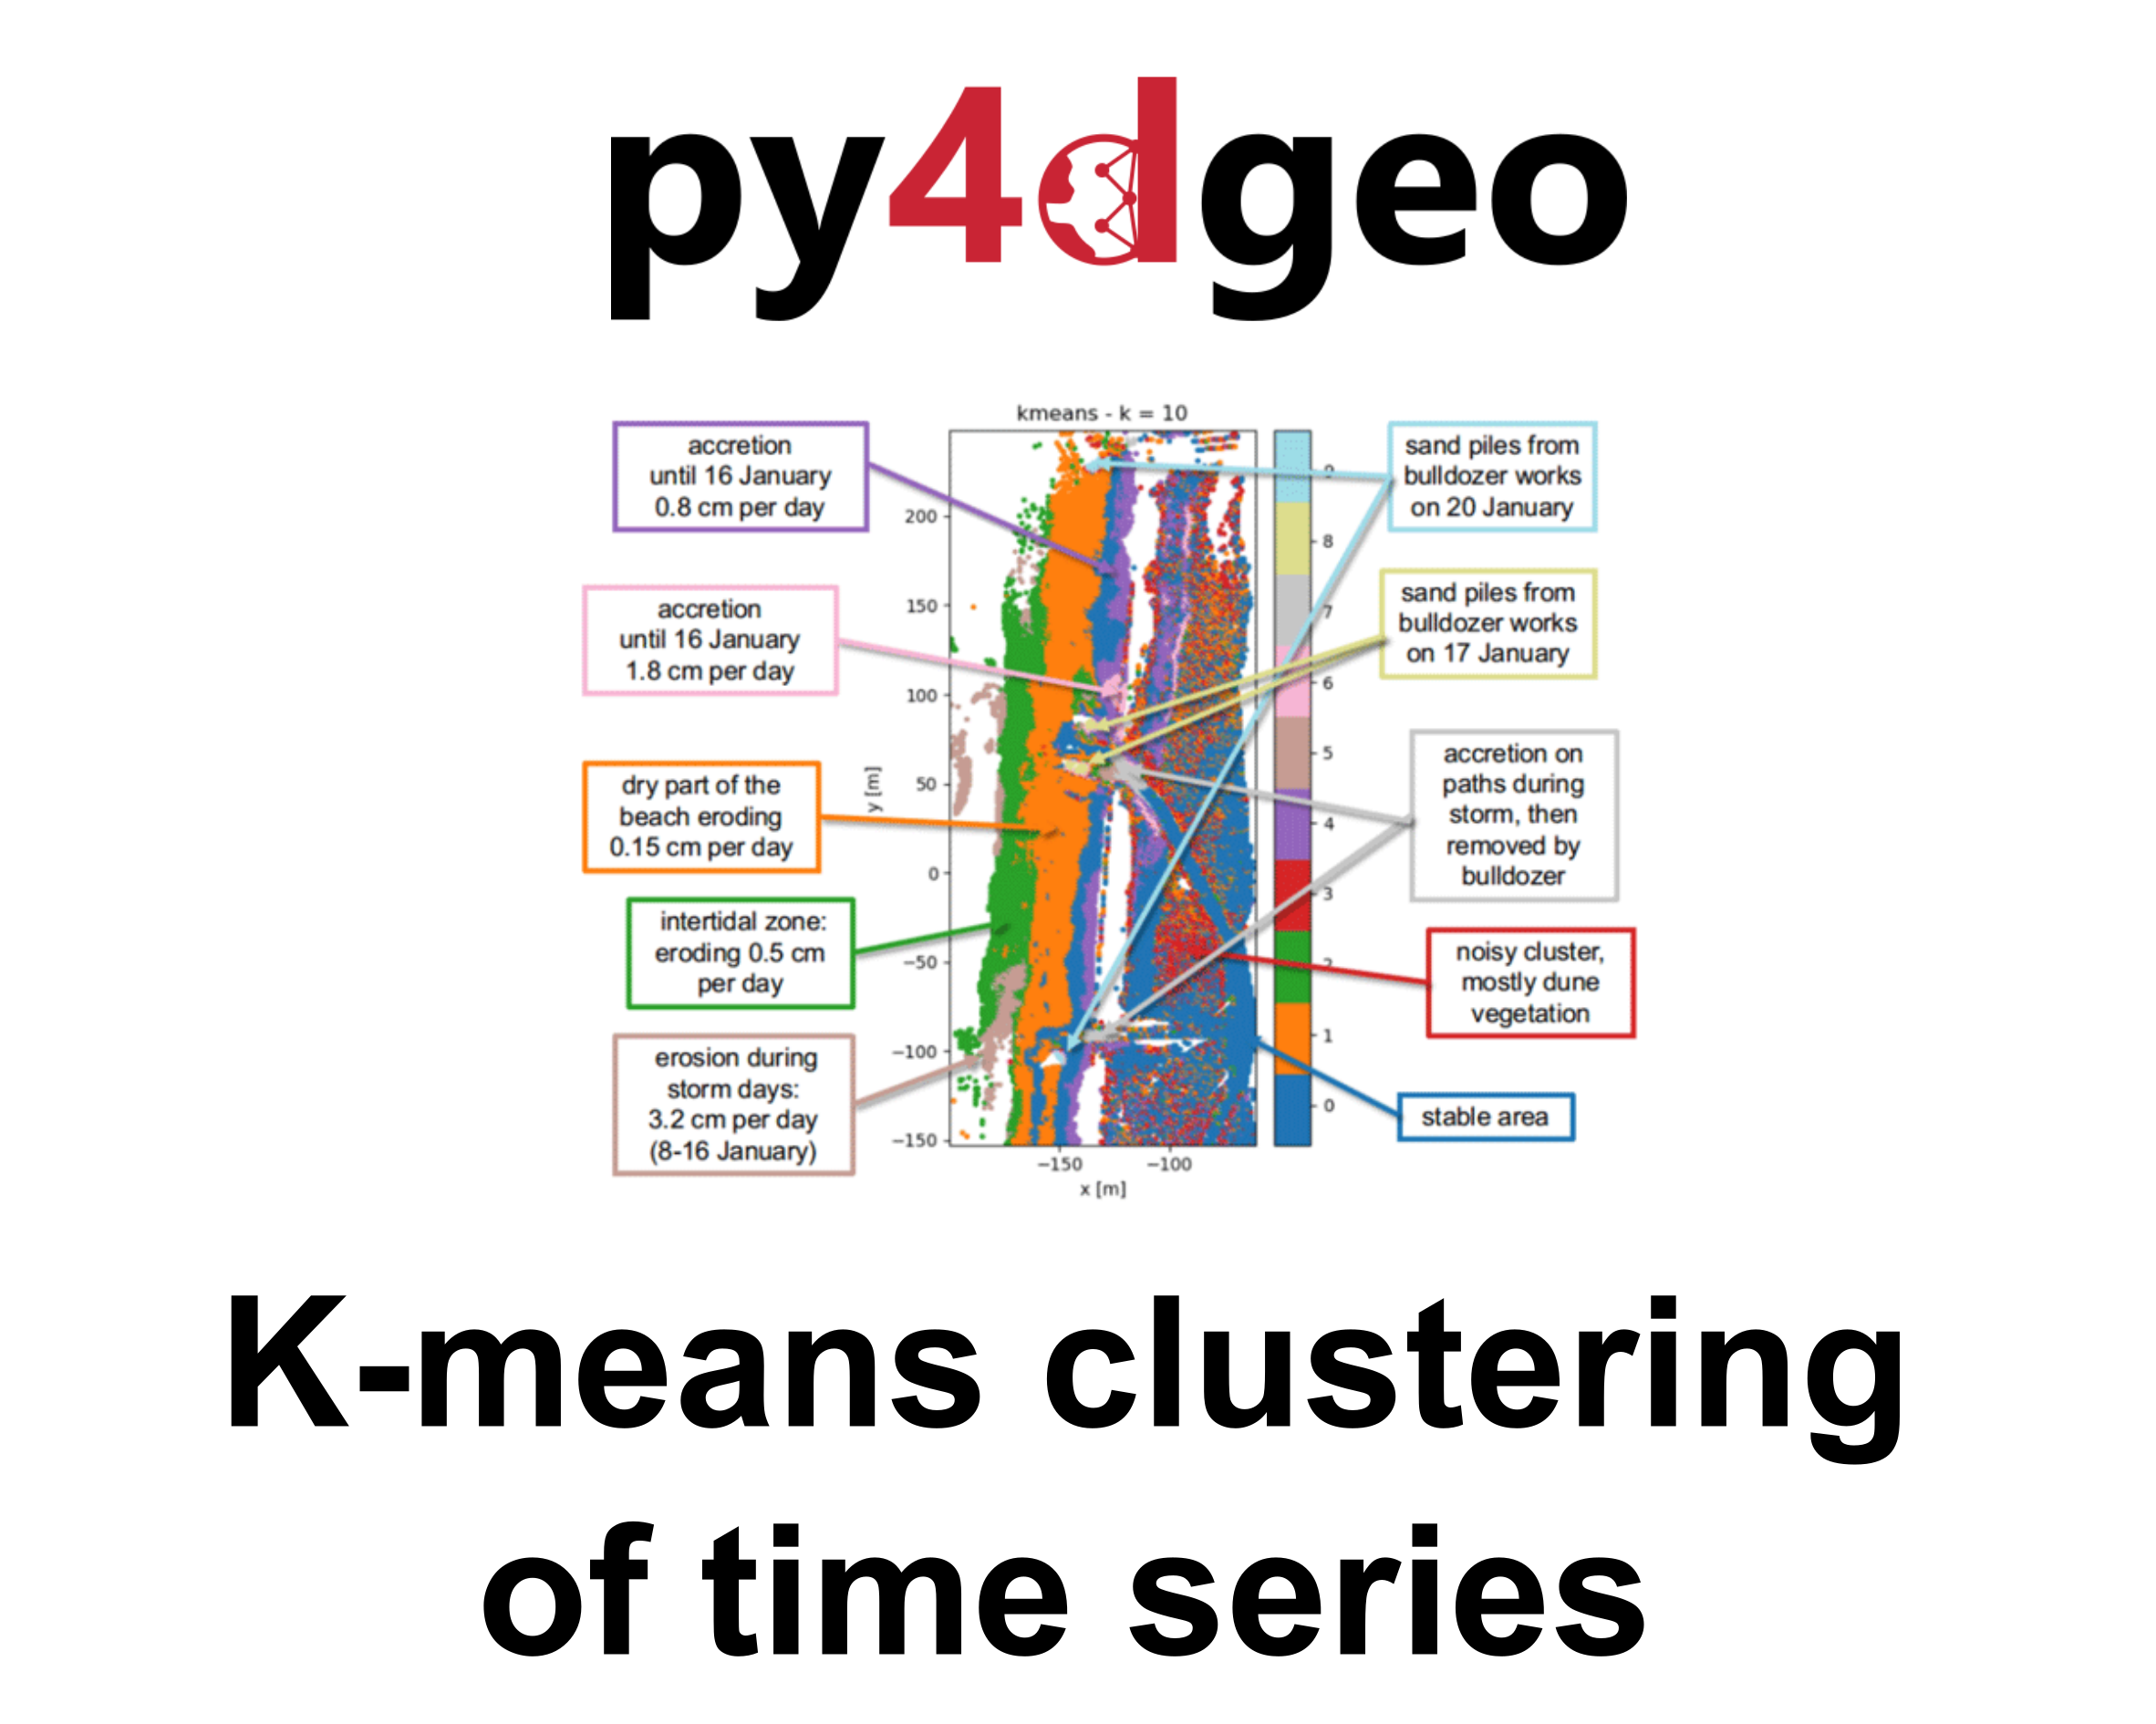 py4dgeo
kmeans - k = 10
accretion
until 16 January
0.8 cm per day
accretion
until 16 January
1.8 cm per day
dry part of the
beach eroding
0.15 cm per day
intertidal zone:
eroding 0.5 cm
per day
erosion during
storm days:
3.2 cm per day
(8-16 January)
y [m]
200
150
100
50
0
−50
−100
−150
−150
−100
x [m]
9
8
7
6
5
4
3
2
1
0
sand piles from
bulldozer works
on 20 January
sand piles from
bulldozer works
on 17 January
accretion on
paths during
storm, then
removed by
bulldozer
noisy cluster,
mostly dune
vegetation
stable area
K-means clustering
of time series